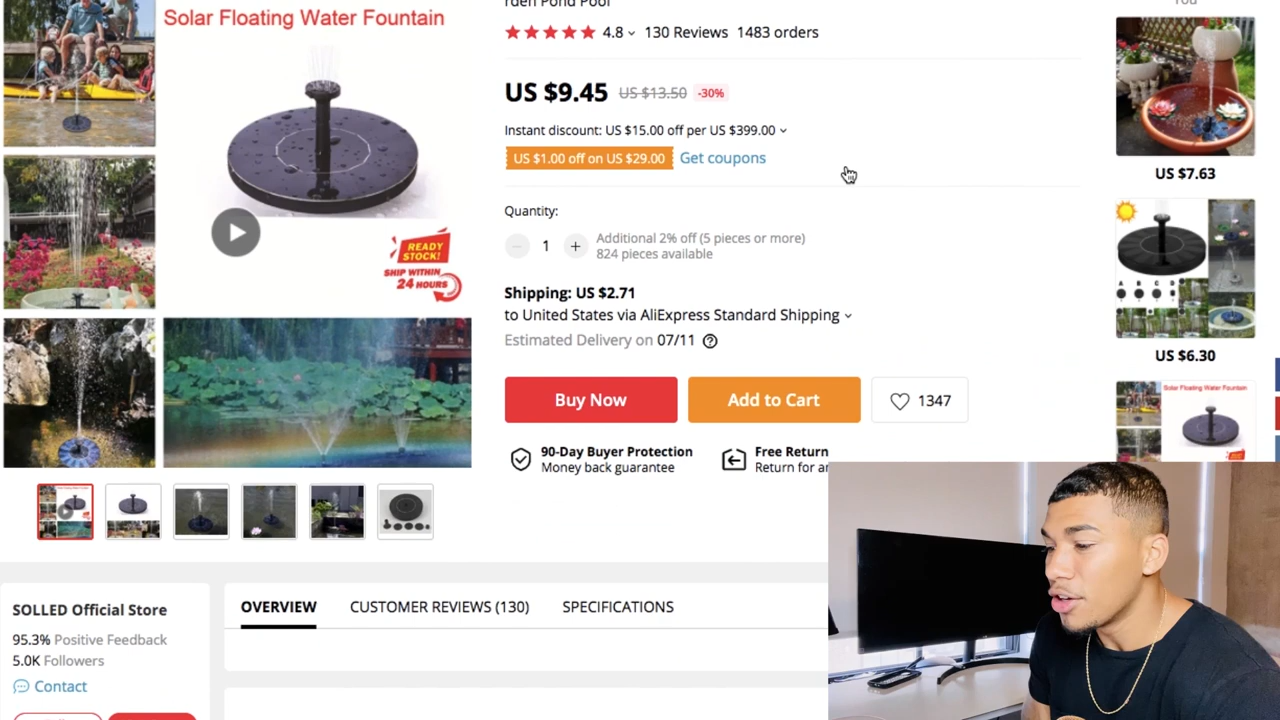 rden Pond Pool
You
Solar Floating Water Fountain
4.8 130 Reviews 1483 orders
US $9.45 US $13.50 -30%
Instant discount: US $15.00 off per US $399.00
US $1.00 off on US $29.00 Get coupons
US $7.63
Quantity:
1
Additional 2% off (5 pieces or more)
824 pieces available
READY
STOCK!
SHIP WITHIN
24 HOURS
Shipping: US $2.71
to United States via AliExpress Standard Shipping
Estimated Delivery on 07/11
A B C D
US $6.30
Buy Now
Add to Cart
1347
Solar Floating Water Fountain
90-Day Buyer Protection
Money back guarantee
Free Return
Return for an
SOLLED Official Store
95.3% Positive Feedback
5.0K Followers
Contact
OVERVIEW
CUSTOMER REVIEWS (130)
SPECIFICATIONS